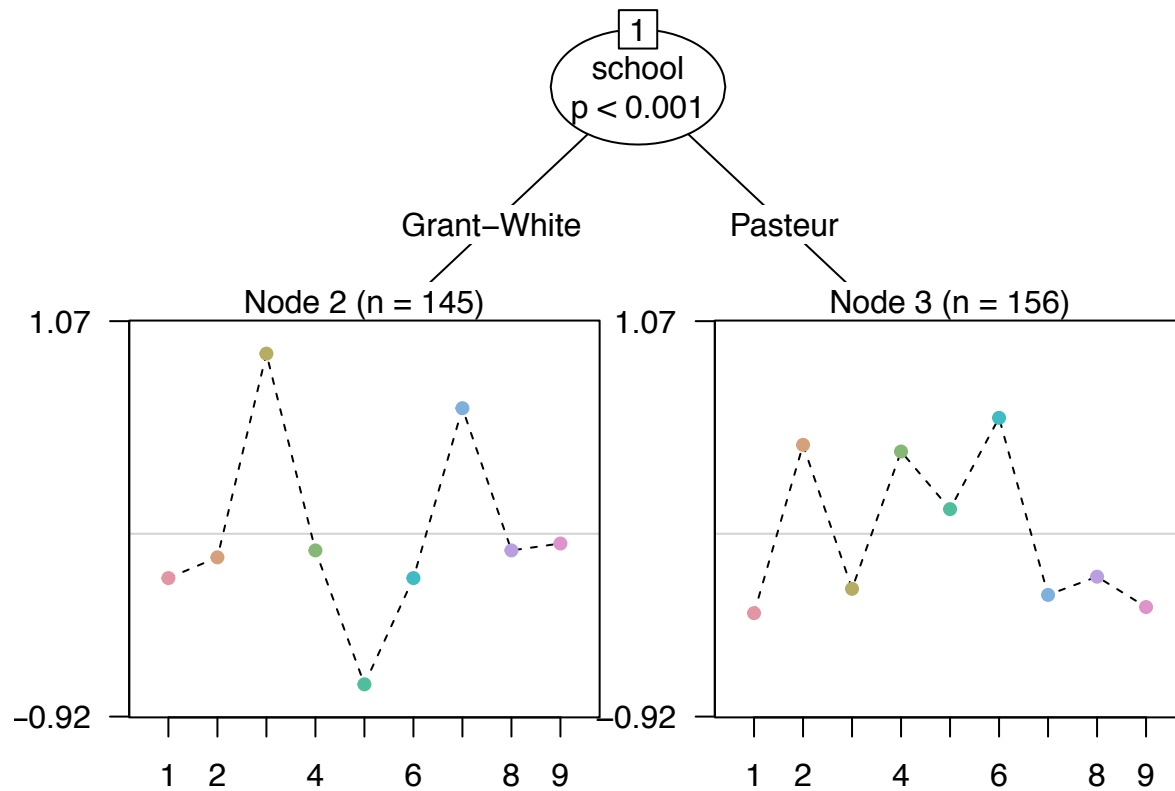 1
school
p < 0.001
Grant−White
Pasteur
Node 2 (n = 145)
Node 3 (n = 156)
1.07
−0.92
1 2 4 6 8 9
1.07
−0.92
1 2 4 6 8 9